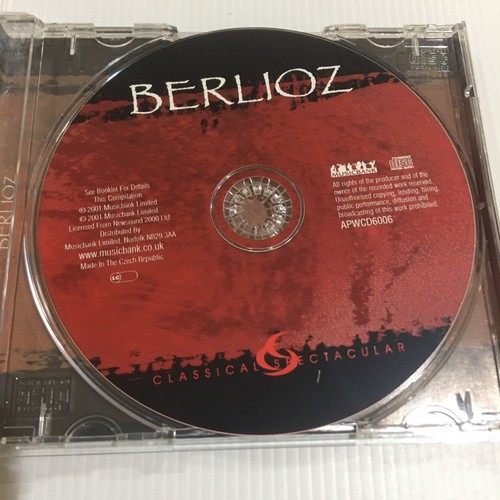 BERLIOZ
BERLIOZ
See Booklet For Details
This Compilation
℗ 2001 Musicbank Limited
© 2001 Musicbank Limited
Licensed From Newsound 2000 Ltd
Distributed by
Musicbank Limited, Norfolk NR29 3AA
www.musicbank.co.uk
Made In The Czech Republic
LC
MUSICBANK
All rights of the producer and of the
owner of the recorded work reserved.
Unauthorised copying, lending, hiring,
public performance, diffusion and
broadcasting of this work prohibited.
APWCD6006
CLASSICAL SPECTACULAR